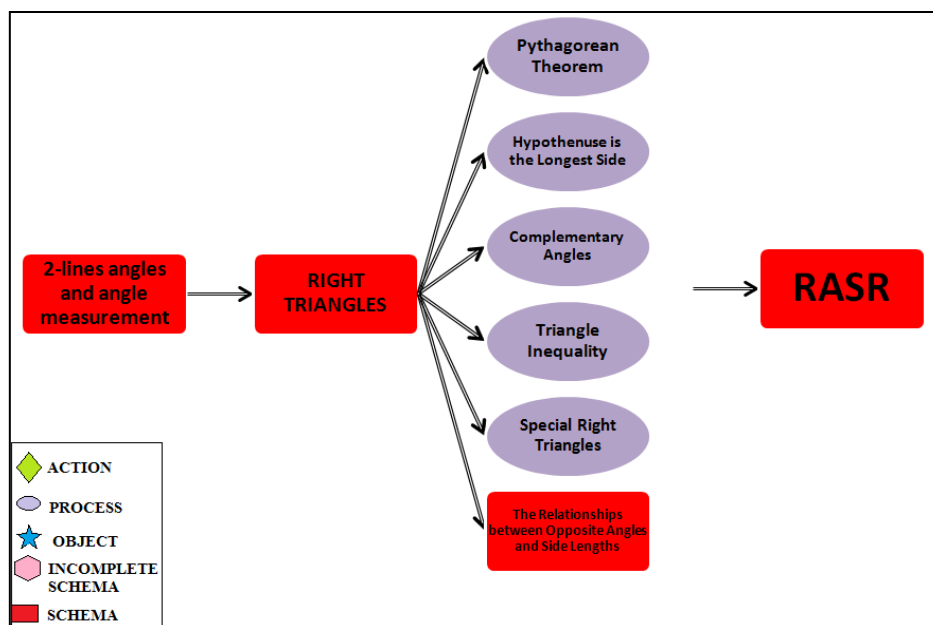 Pythagorean
Theorem
Hypothenuse is
the Longest Side
Complementary
Angles
2-lines angles
and angle
measurement
RIGHT
TRIANGLES
RASR
Triangle
Inequality
Special Right
Triangles
The Relationships
between Opposite Angles
and Side Lengths
ACTION
PROCESS
OBJECT
INCOMPLETE
SCHEMA
SCHEMA